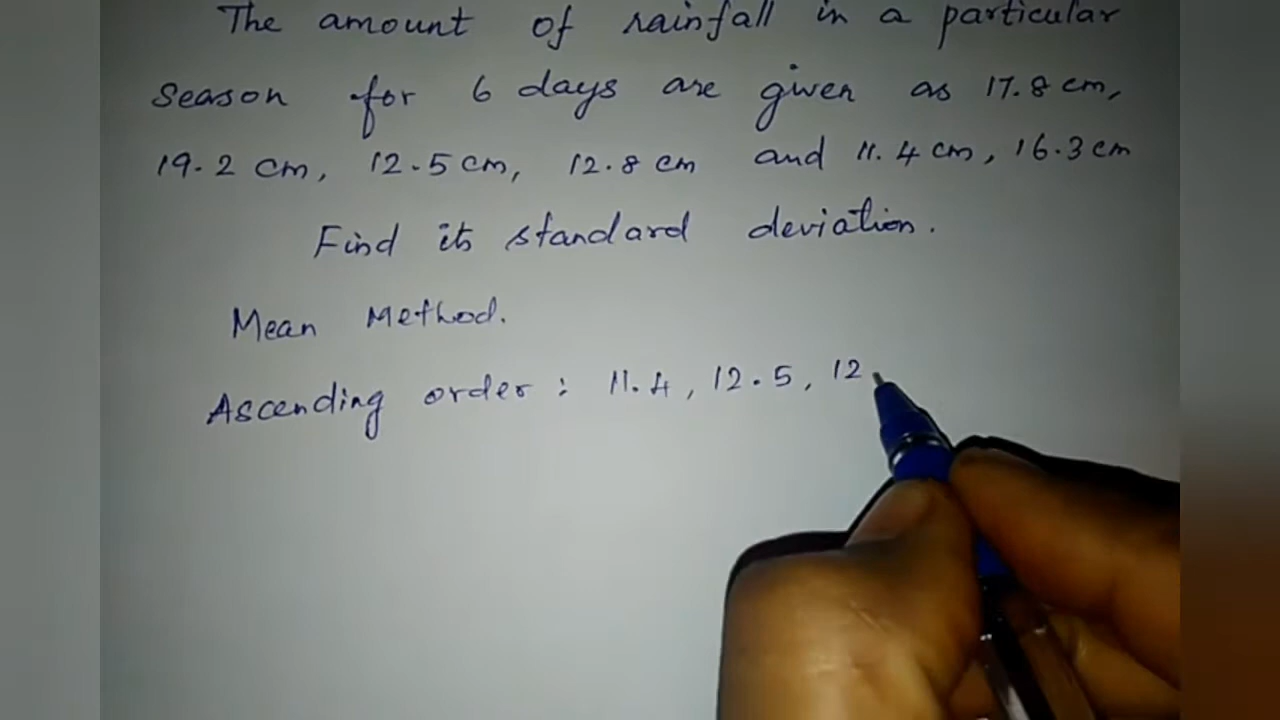 The amount of rainfall in a particular
season for 6 days are given as 17.8 cm,
19.2 cm, 12.5 cm, 12.8 cm and 11.4 cm, 16.3 cm
Find its standard deviation.
Mean Method.
Ascending order : 11.4, 12.5, 12